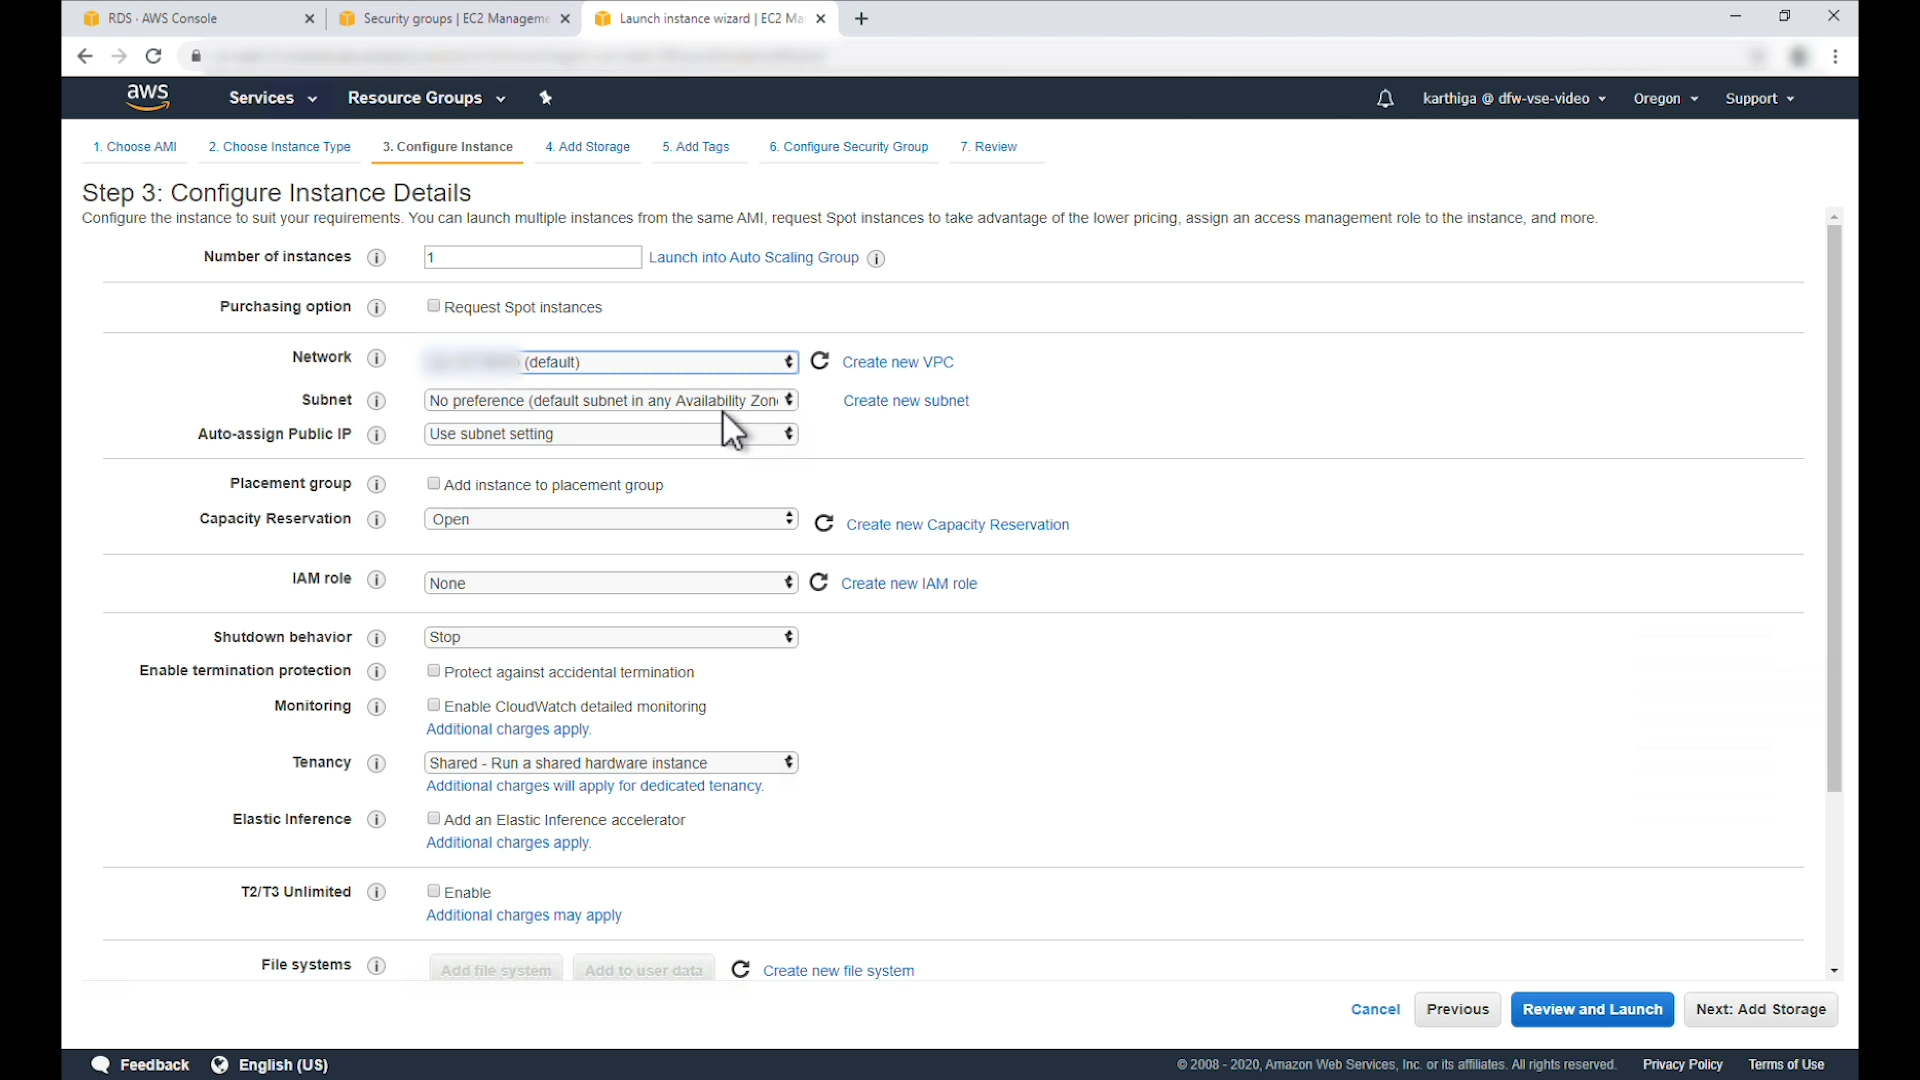 RDS · AWS Console
Security groups | EC2 Manageme
Launch instance wizard | EC2 Ma
aws
Services
Resource Groups
karthiga @ dfw-vse-video
Oregon
Support
1. Choose AMI
2. Choose Instance Type
3. Configure Instance
4. Add Storage
5. Add Tags
6. Configure Security Group
7. Review
Step 3: Configure Instance Details
Configure the instance to suit your requirements. You can launch multiple instances from the same AMI, request Spot instances to take advantage of the lower pricing, assign an access management role to the instance, and more.
Number of instances
1
Launch into Auto Scaling Group
Purchasing option
Request Spot instances
Network
(default)
Create new VPC
Subnet
No preference (default subnet in any Availability Zon
Create new subnet
Auto-assign Public IP
Use subnet setting
Placement group
Add instance to placement group
Capacity Reservation
Open
Create new Capacity Reservation
IAM role
None
Create new IAM role
Shutdown behavior
Stop
Enable termination protection
Protect against accidental termination
Monitoring
Enable CloudWatch detailed monitoring
Additional charges apply.
Tenancy
Shared - Run a shared hardware instance
Additional charges will apply for dedicated tenancy.
Elastic Inference
Add an Elastic Inference accelerator
Additional charges apply.
T2/T3 Unlimited
Enable
Additional charges may apply
File systems
Add file system
Add to user data
Create new file system
Cancel
Previous
Review and Launch
Next: Add Storage
Feedback
English (US)
© 2008 - 2020, Amazon Web Services, Inc. or its affiliates. All rights reserved.
Privacy Policy
Terms of Use